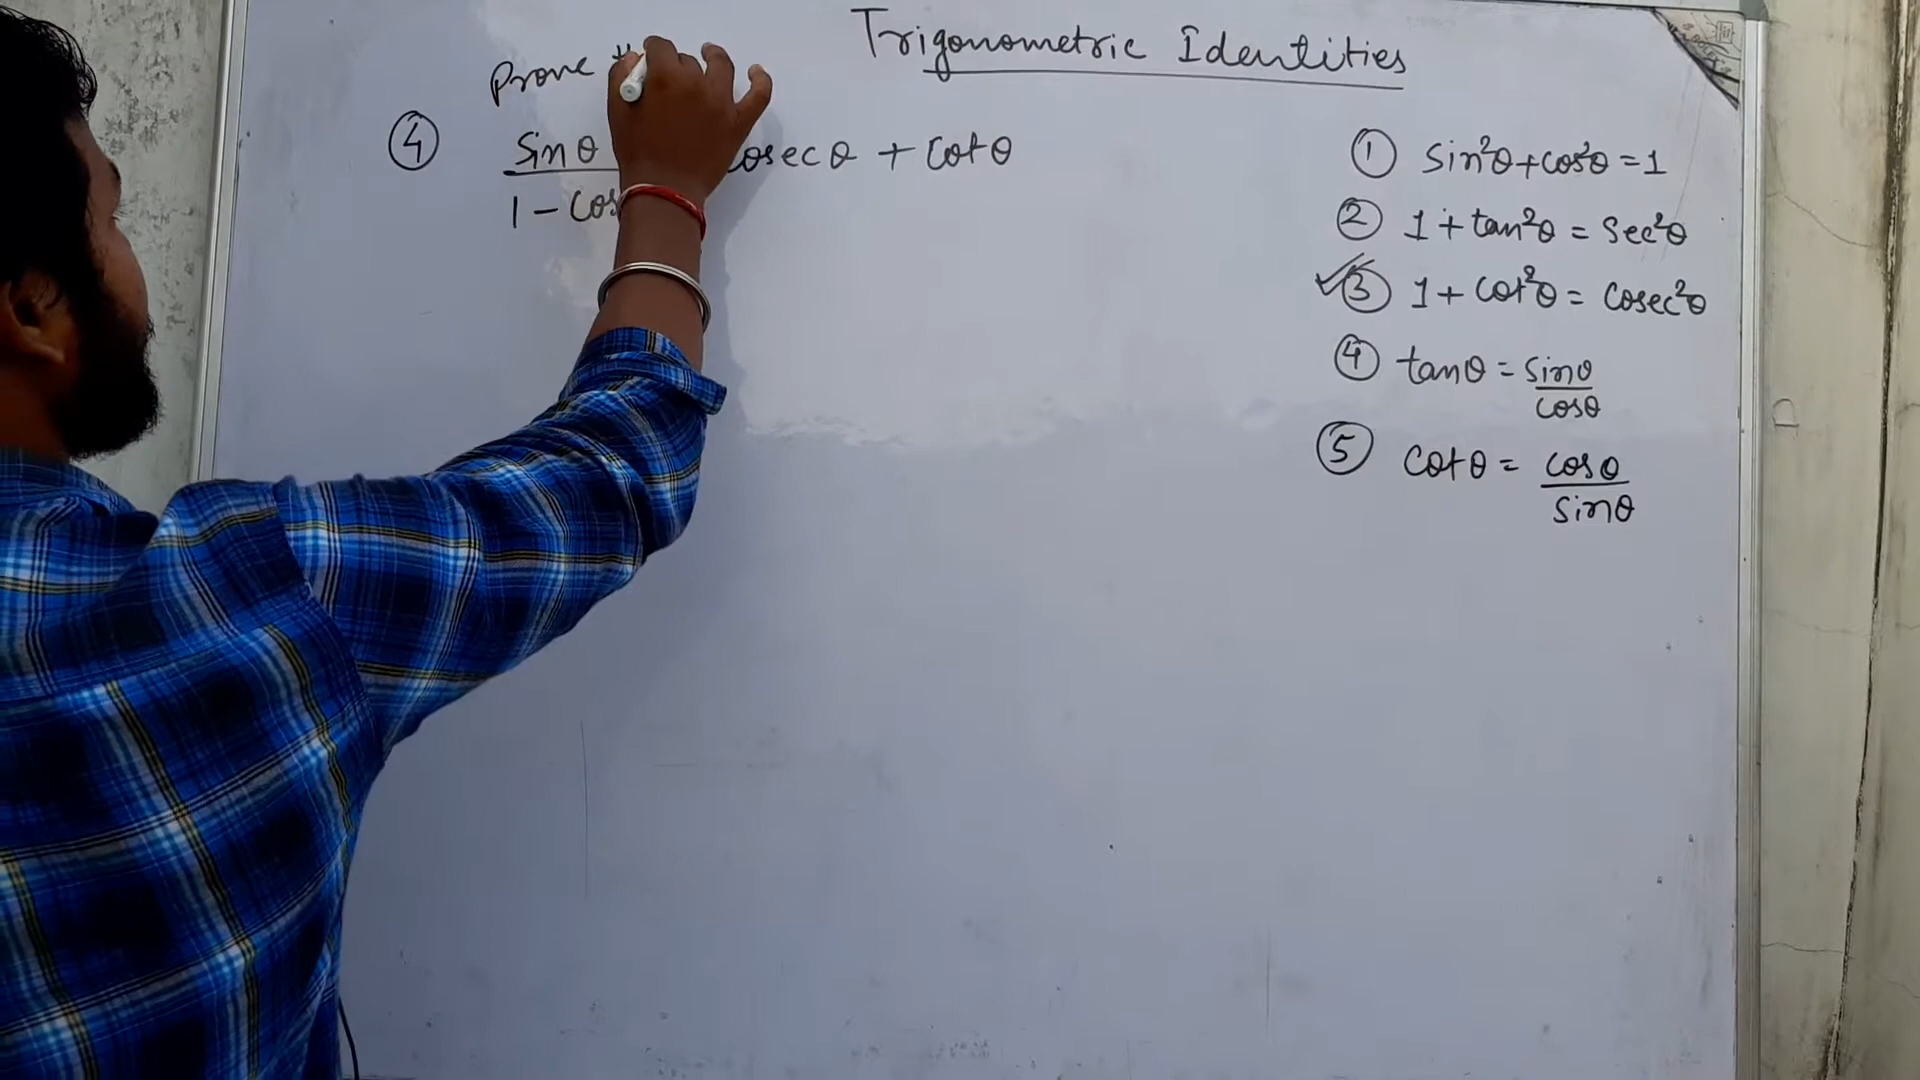 Trigonometric Identities
Prove
④ Sinθ cosecθ + cotθ
1 - cos
① Sin²θ+cos²θ = 1
② 1 + tan²θ = Sec²θ
✓③ 1 + cot²θ = cosec²θ
④ tanθ = sinθ
cosθ
⑤ cotθ = cosθ
sinθ